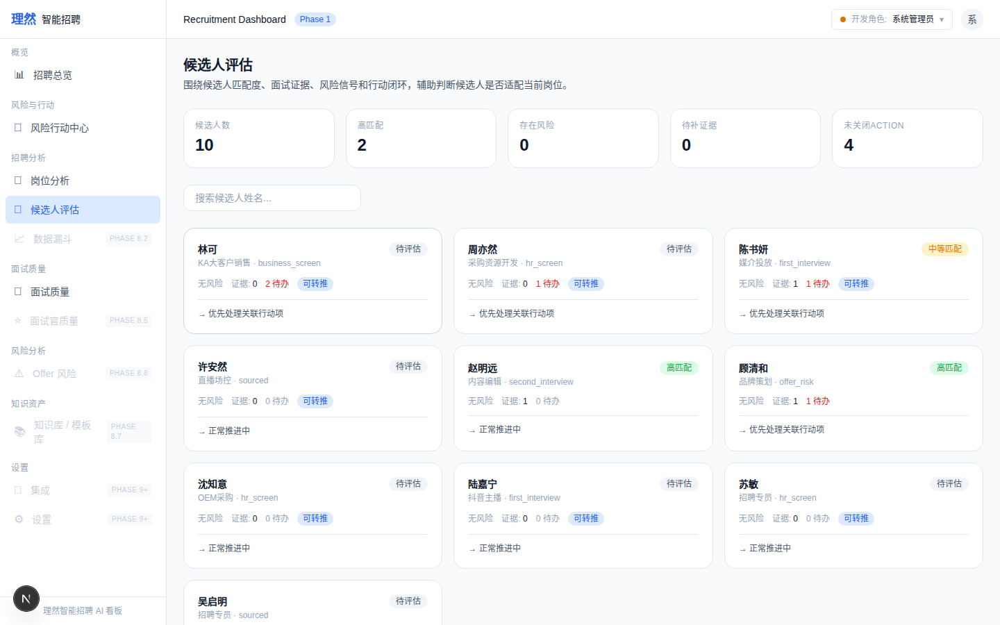 理然 智能招聘
Recruitment Dashboard Phase 1
开发角色: 系统管理员 ▾ 系
概览
招聘总览
风险与行动
风险行动中心
招聘分析
岗位分析
候选人评估
数据漏斗 PHASE 8.2
面试质量
面试质量
面试官质量 PHASE 8.5
风险分析
Offer 风险 PHASE 8.6
知识资产
知识库 / 模板库 PHASE 8.7
设置
集成 PHASE 9+
设置 PHASE 9+
理然智能招聘 AI 看板
候选人评估
围绕候选人匹配度、面试证据、风险信号和行动闭环，辅助判断候选人是否适配当前岗位。
候选人数
10
高匹配
2
存在风险
0
待补证据
0
未关闭ACTION
4
搜索候选人姓名...
林可 待评估
KA大客户销售 · business_screen
无风险 证据: 0 2 待办 可转推
→ 优先处理关联行动项
周亦然 待评估
采购资源开发 · hr_screen
无风险 证据: 0 1 待办 可转推
→ 优先处理关联行动项
陈书妍 中等匹配
媒介投放 · first_interview
无风险 证据: 1 1 待办 可转推
→ 优先处理关联行动项
许安然 待评估
直播场控 · sourced
无风险 证据: 0 0 待办 可转推
→ 正常推进中
赵明远 高匹配
内容编辑 · second_interview
无风险 证据: 1 0 待办
→ 正常推进中
顾清和 高匹配
品牌策划 · offer_risk
无风险 证据: 1 1 待办
→ 优先处理关联行动项
沈知意 待评估
OEM采购 · hr_screen
无风险 证据: 0 0 待办 可转推
→ 正常推进中
陆嘉宁 待评估
抖音主播 · first_interview
无风险 证据: 0 0 待办 可转推
→ 正常推进中
苏敏 待评估
招聘专员 · hr_screen
无风险 证据: 0 0 待办 可转推
→ 正常推进中
吴启明 待评估
招聘专员 · sourced